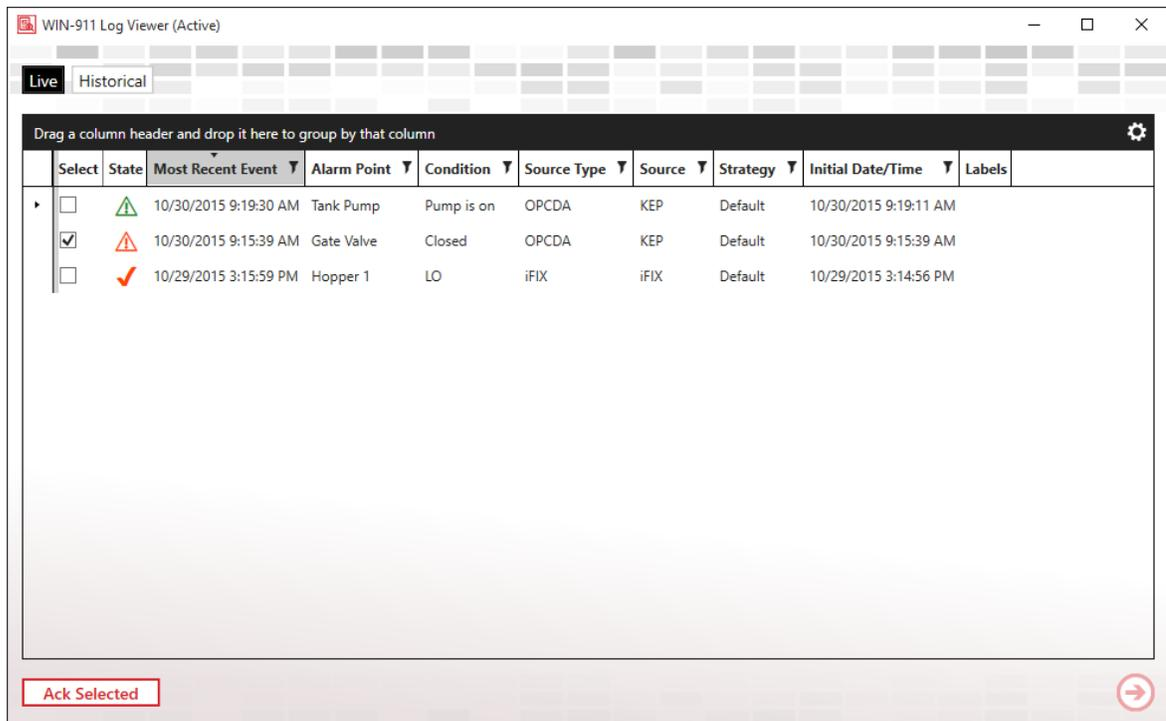 WIN-911 Log Viewer (Active)
Live Historical
Drag a column header and drop it here to group by that column
Select State Most Recent Event Alarm Point Condition Source Type Source Strategy Initial Date/Time Labels
10/30/2015 9:19:30 AM Tank Pump Pump is on OPCDA KEP Default 10/30/2015 9:19:11 AM
10/30/2015 9:15:39 AM Gate Valve Closed OPCDA KEP Default 10/30/2015 9:15:39 AM
10/29/2015 3:15:59 PM Hopper 1 LO iFIX iFIX Default 10/29/2015 3:14:56 PM
Ack Selected